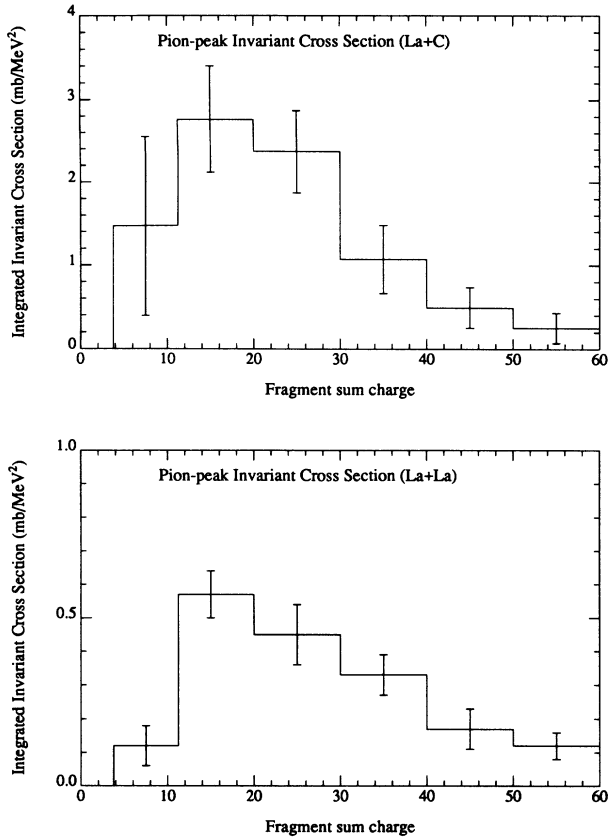 Pion-peak Invariant Cross Section (La+C)
Integrated Invariant Cross Section (mb/MeV²)
4
3
2
1
0
0 10 20 30 40 50 60
Fragment sum charge
Pion-peak Invariant Cross Section (La+La)
Integrated Invariant Cross Section (mb/MeV²)
1.0
0.5
0.0
0 10 20 30 40 50 60
Fragment sum charge